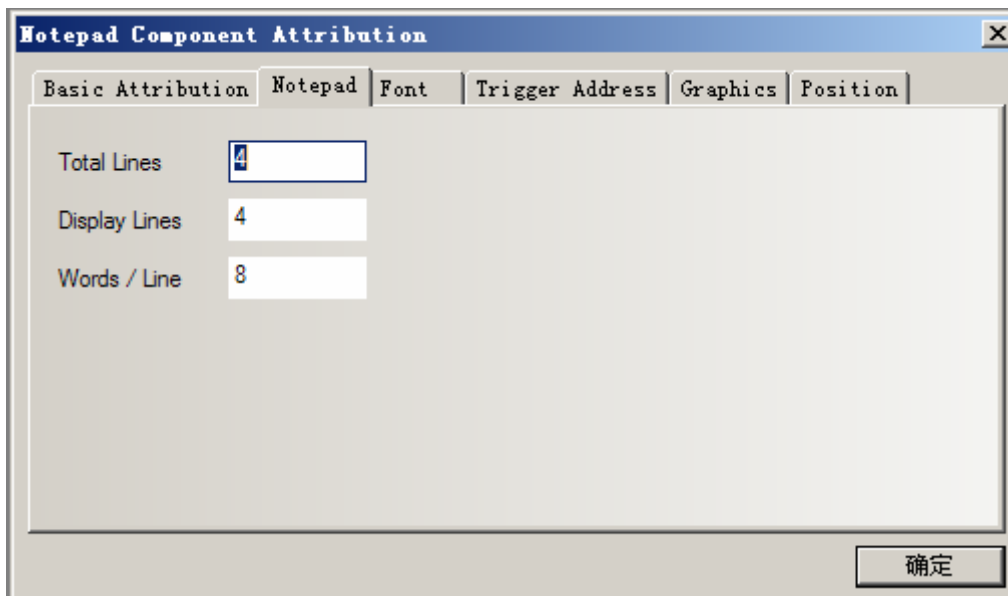 Notepad Component Attribution
Basic Attribution Notepad Font Trigger Address Graphics Position
Total Lines 4
Display Lines 4
Words / Line 8
确定